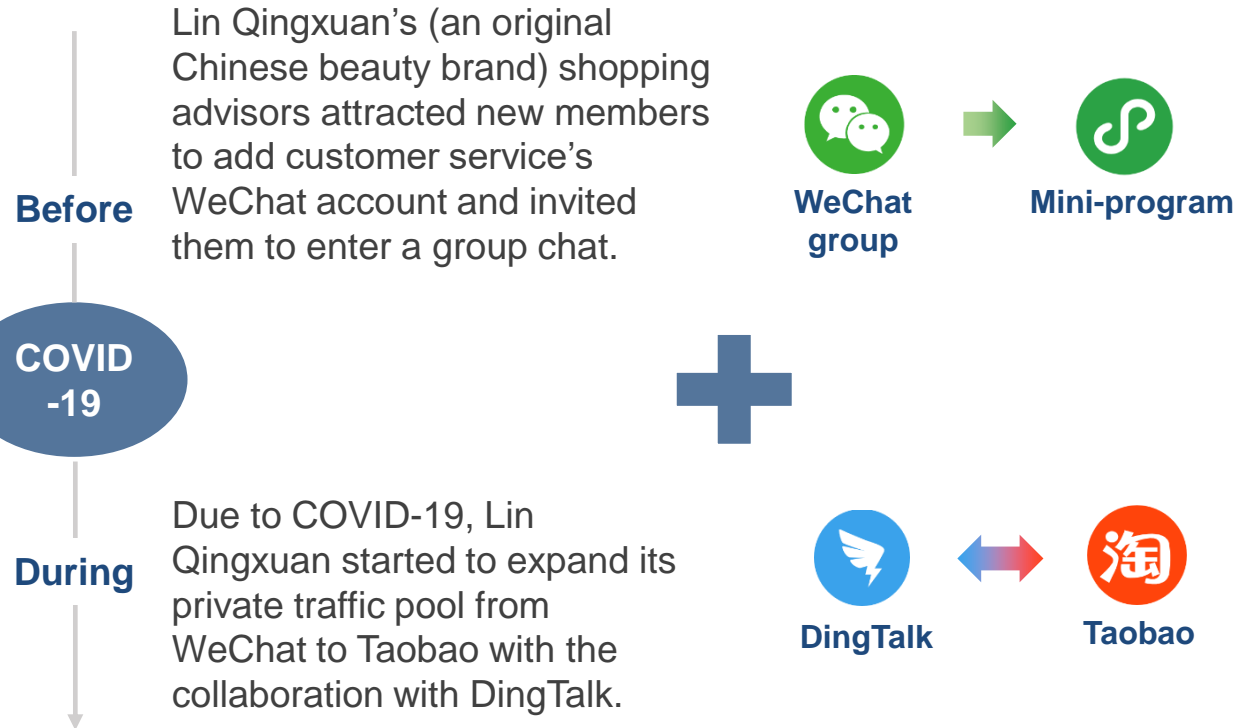 Lin Qingxuan's (an original
Chinese beauty brand) shopping
advisors attracted new members
to add customer service's
WeChat account and invited
them to enter a group chat.
Before
WeChat
group
Mini-program
COVID
-19
Due to COVID-19, Lin
Qingxuan started to expand its
private traffic pool from
WeChat to Taobao with the
collaboration with DingTalk.
During
DingTalk
淘
Taobao